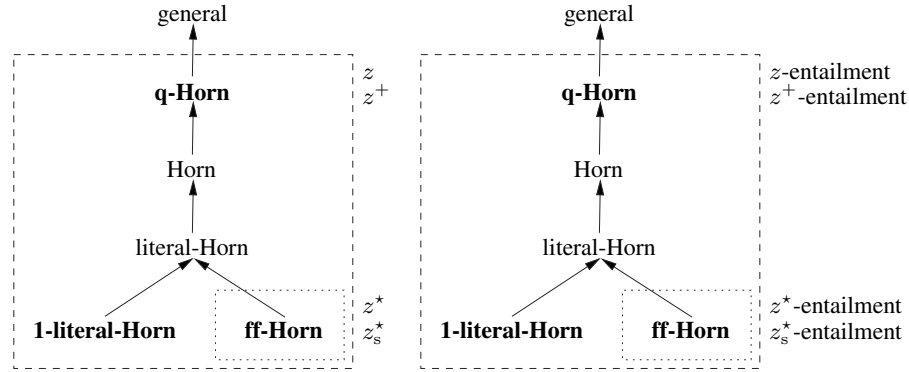 general
z
z⁺
q-Horn
Horn
literal-Horn
z⋆
1-literal-Horn
ff-Horn
z⋆ₛ
general
z-entailment
z⁺-entailment
q-Horn
Horn
literal-Horn
z⋆-entailment
1-literal-Horn
ff-Horn
z⋆ₛ-entailment